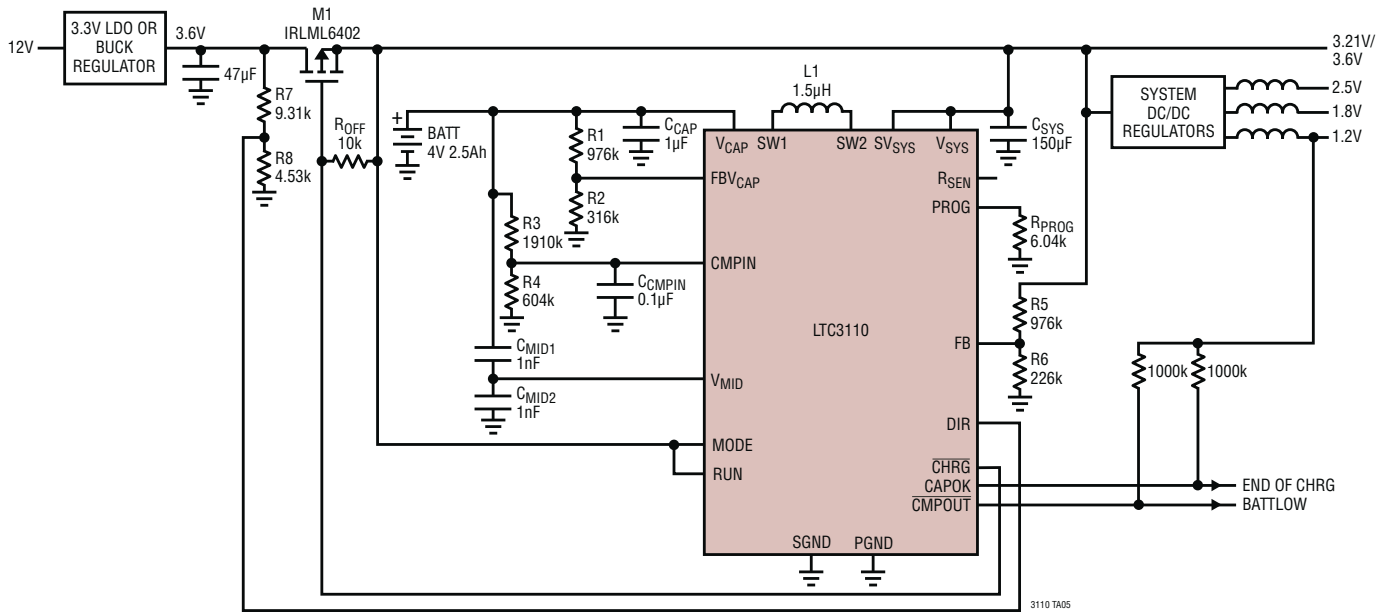 M1
IRLML6402
12V
3.3V LDO OR
BUCK
REGULATOR
3.6V
47µF
R7
9.31k
R8
4.53k
ROFF
10k
+
BATT
4V 2.5Ah
R1
976k
R2
316k
CCAP
1µF
L1
1.5µH
VCAP
SW1
SW2
SVSYS
VSYS
CSYS
150µF
3.21V/
3.6V
SYSTEM
DC/DC
REGULATORS
2.5V
1.8V
1.2V
FBVCAP
RSEN
PROG
RPROG
6.04k
R3
1910k
R4
604k
CMPIN
CCMPIN
0.1µF
LTC3110
R5
976k
FB
R6
226k
CMID1
1nF
CMID2
1nF
VMID
1000k
1000k
MODE
RUN
DIR
CHRG
CAPOK
CMPOUT
END OF CHRG
BATTLOW
SGND
PGND
3110 TA05